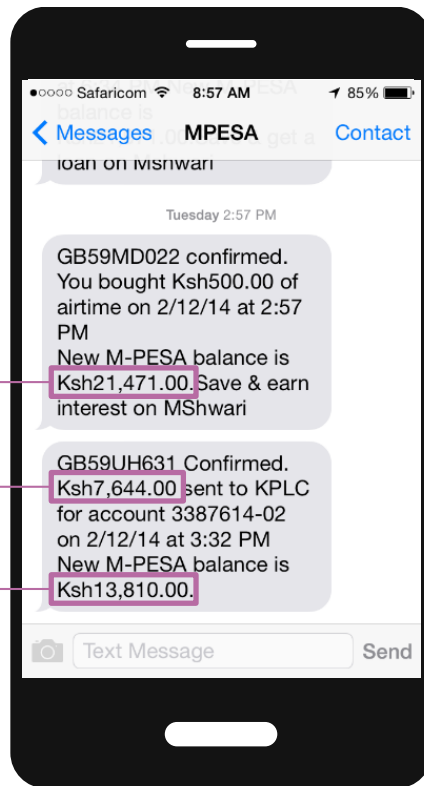 Safaricom 8:57 AM 85%
Messages MPESA Contact
balance is
loan on Mshwari
Tuesday 2:57 PM
GB59MD022 confirmed.
You bought Ksh500.00 of
airtime on 2/12/14 at 2:57
PM
New M-PESA balance is
Ksh21,471.00.Save & earn
interest on MShwari
GB59UH631 Confirmed.
Ksh7,644.00 sent to KPLC
for account 3387614-02
on 2/12/14 at 3:32 PM
New M-PESA balance is
Ksh13,810.00.
Text Message Send